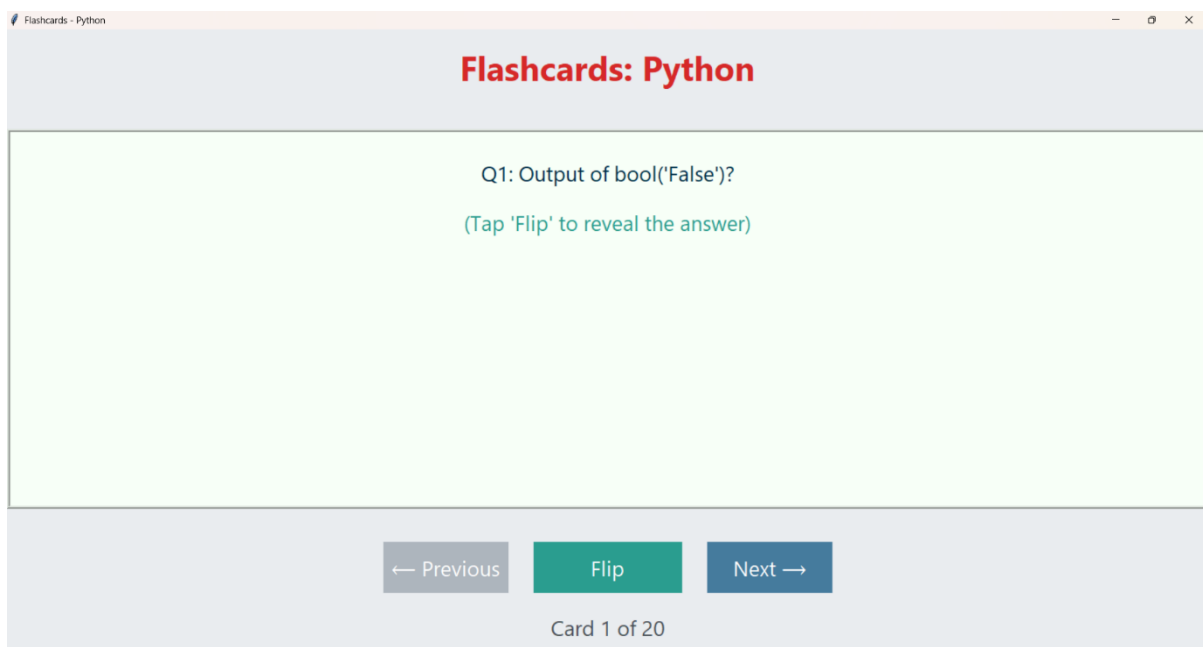 Flashcards - Python
Flashcards: Python
Q1: Output of bool('False')?
(Tap 'Flip' to reveal the answer)
← Previous
Flip
Next →
Card 1 of 20